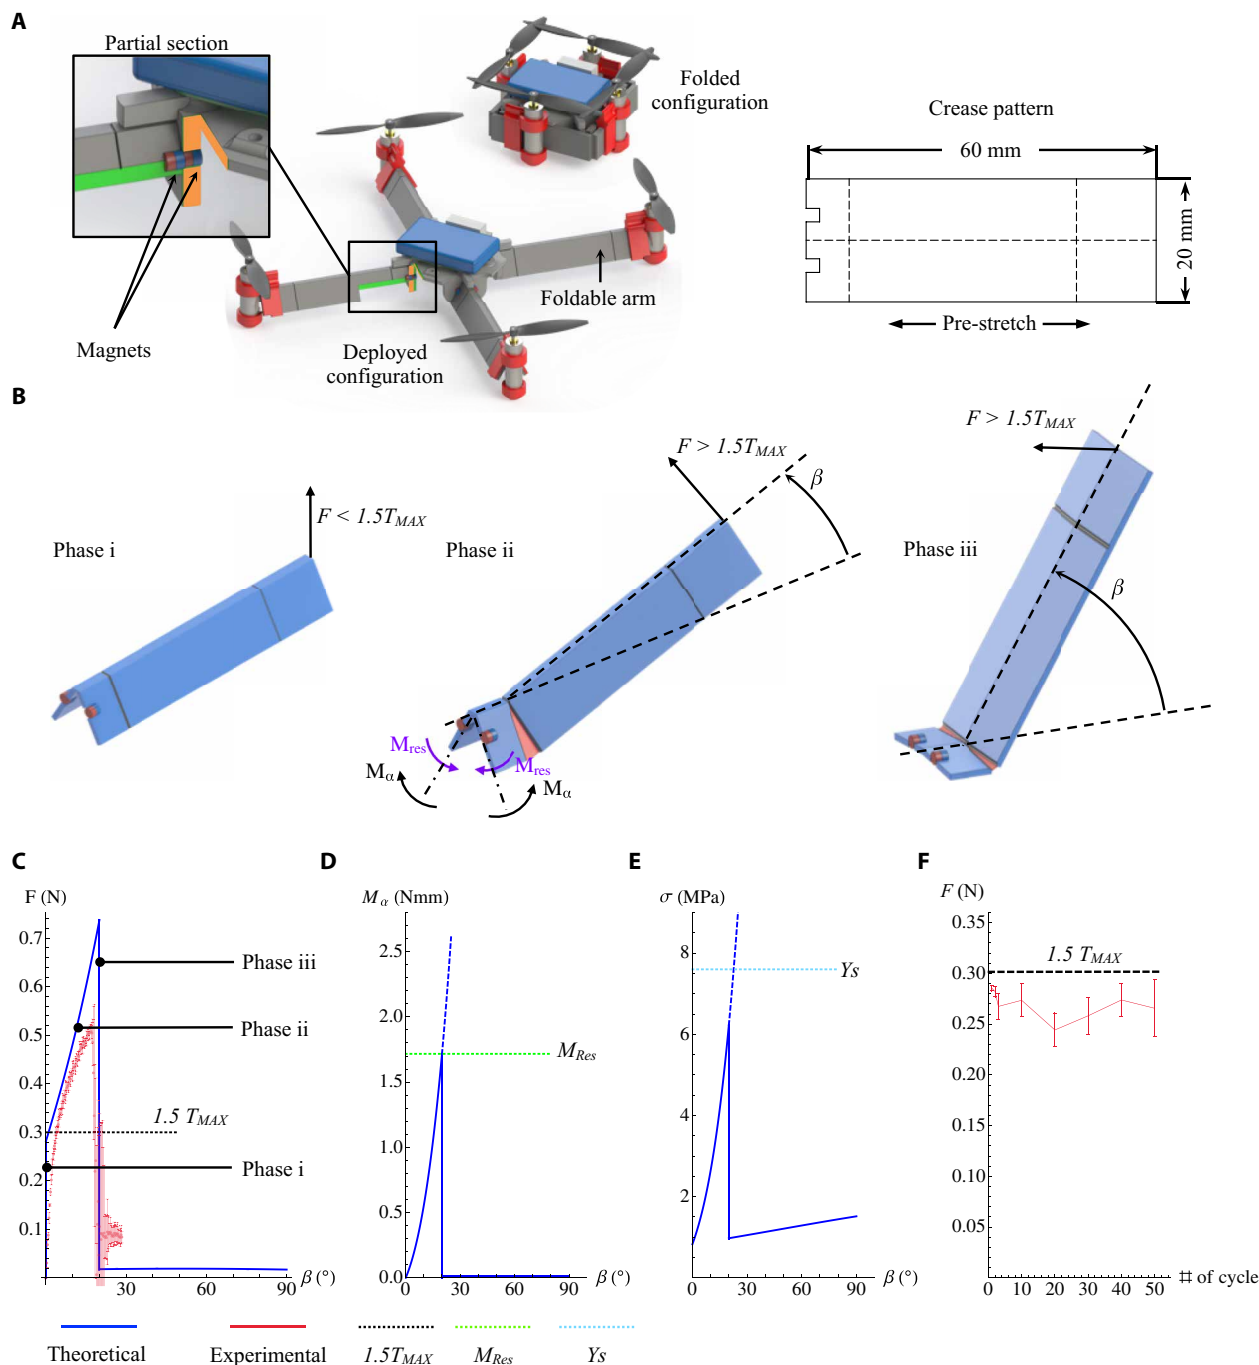 A
Partial section
Folded
configuration
Crease pattern
60 mm
20 mm
Pre-stretch
Foldable arm
Magnets
Deployed
configuration
B
F < 1.5T_MAX
Phase i
F > 1.5T_MAX
β
Phase ii
M_res
M_res
M_α
M_α
F > 1.5T_MAX
β
Phase iii
C
F (N)
0.7
0.6
0.5
0.4
0.3
0.2
0.1
Phase iii
Phase ii
1.5 T_MAX
Phase i
30
60
90
β (°)
D
M_α (Nmm)
2.5
2.0
1.5
1.0
0.5
0.0
M_Res
0
30
60
90
β (°)
E
σ (MPa)
8
6
4
2
Ys
0
30
60
90
β (°)
F
F (N)
0.35
0.30
0.25
0.20
0.15
0.10
0.05
1.5 T_MAX
0
10
20
30
40
50
# of cycle
Theoretical
Experimental
1.5T_MAX
M_Res
Ys